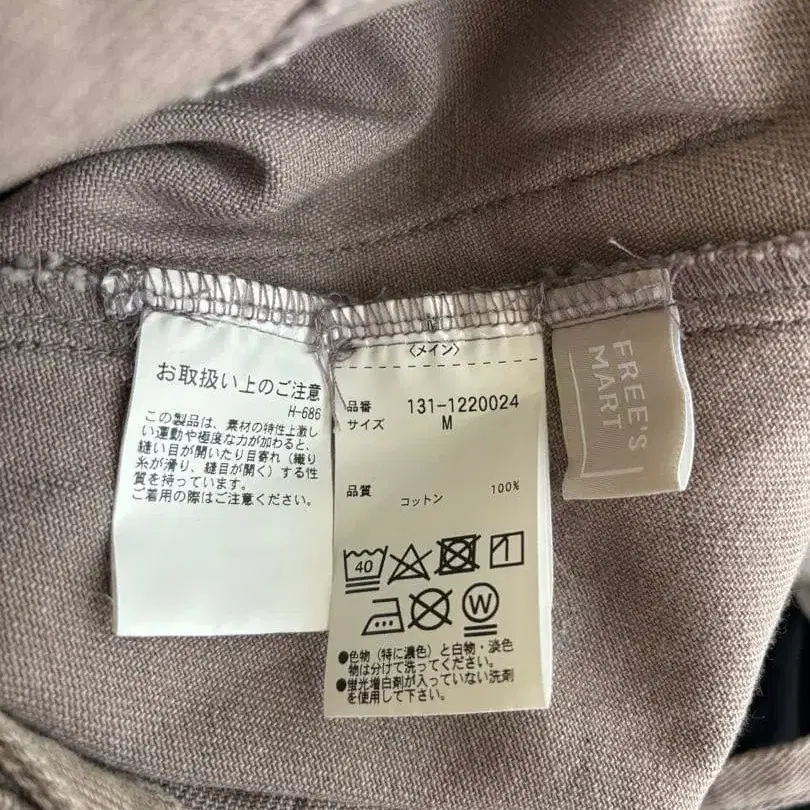 お取扱い上のご注意
H-686
この製品は、素材の特性上激し
い運動や極度な力が加わると、
縫い目が開いたり目寄れ（織り
糸が滑り、縫目が開く）する性
質を持っています。
ご着用の際はご注意ください。
〈メイン〉
品番 131-1220024
サイズ M
品質 コットン 100%
40
W
●色物（特に濃色）と白物・淡色
物は分けて洗ってください。
●蛍光増白剤が入っていない洗剤
を使用して下さい。
FREE'S
MART